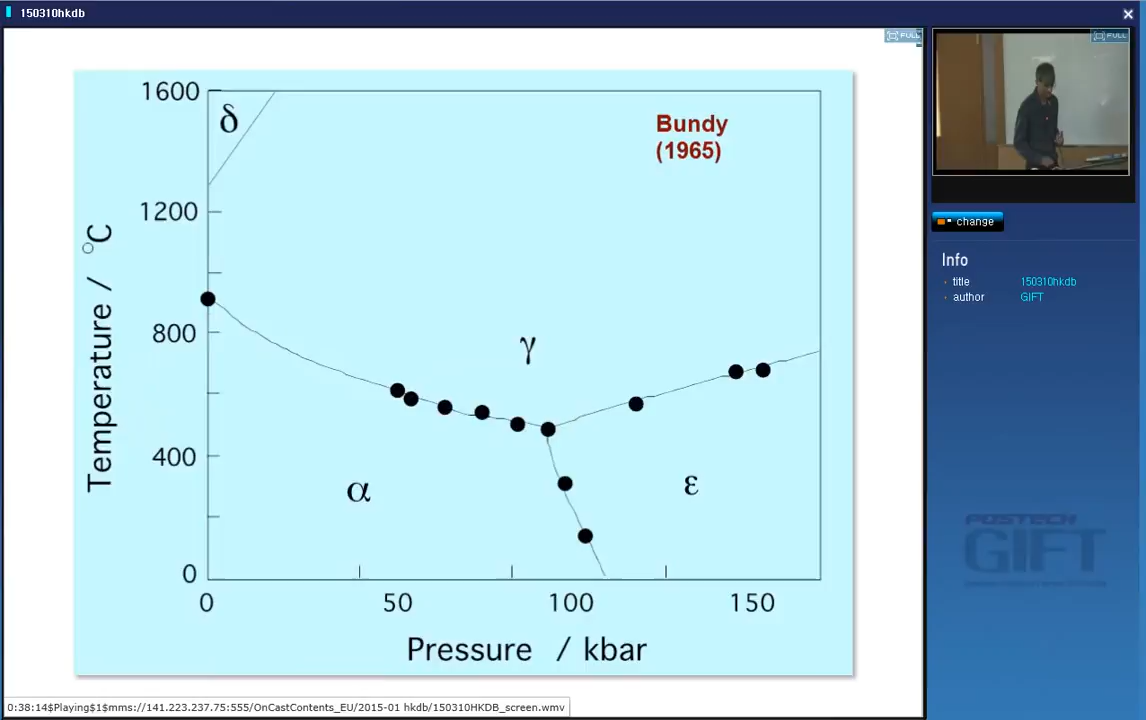 150310hkdb
FULL
FULL
1600
δ
Bundy
(1965)
1200
Temperature / °C
800
γ
400
α
ε
0
0
50
100
150
Pressure / kbar
change
Info
title
150310hkdb
author
GIFT
POSTECH
GIFT
0:38:14$Playing$1$mms://141.223.237.75:555/OnCastContents_EU/2015-01 hkdb/150310HKDB_screen.wmv